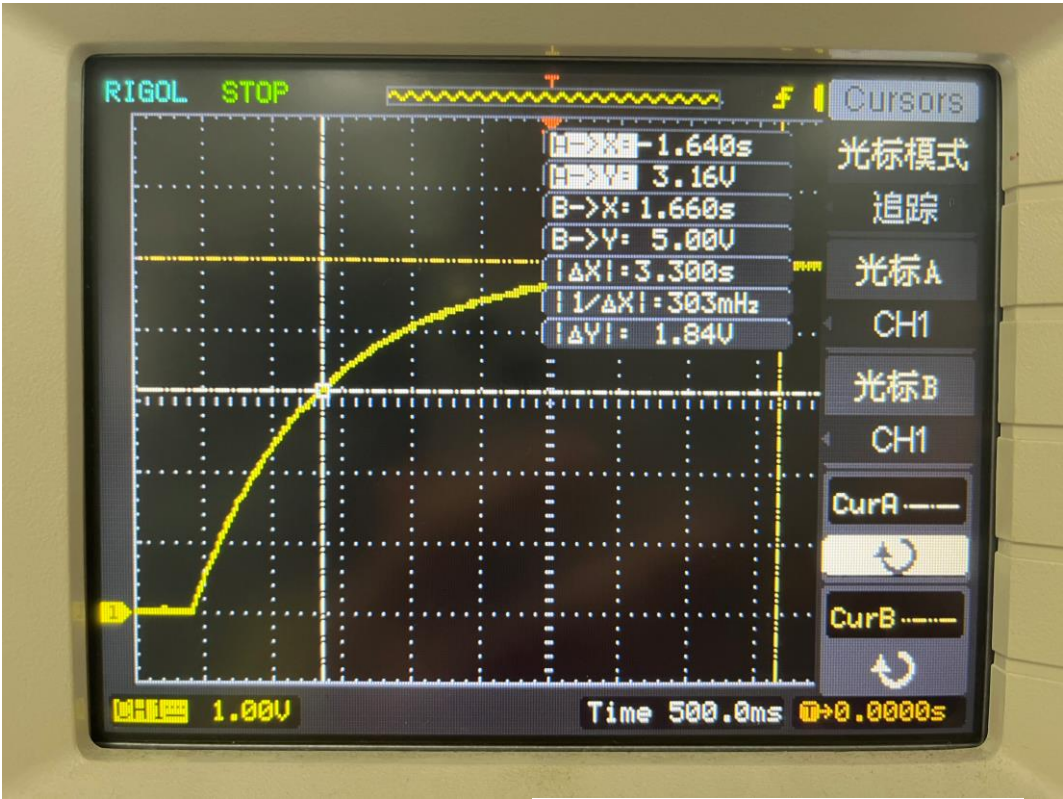 RIGOL STOP
T
Cursors
A->X:-1.640s
A->Y: 3.16V
B->X:1.660s
B->Y: 5.00V
|ΔX|:3.300s
|1/ΔX|:303mHz
|ΔY|: 1.84V
光标模式
追踪
光标A
CH1
光标B
CH1
CurA
CurB
1
CH1 1.00V
Time 500.0ms
T→0.0000s